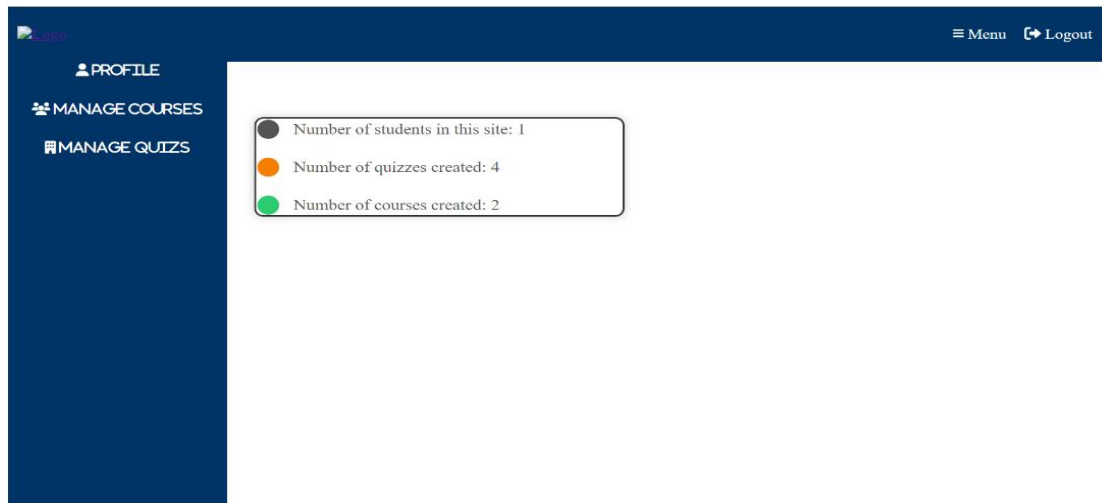 Logo
Menu Logout
PROFILE
MANAGE COURSES
MANAGE QUIZS
Number of students in this site: 1
Number of quizzes created: 4
Number of courses created: 2